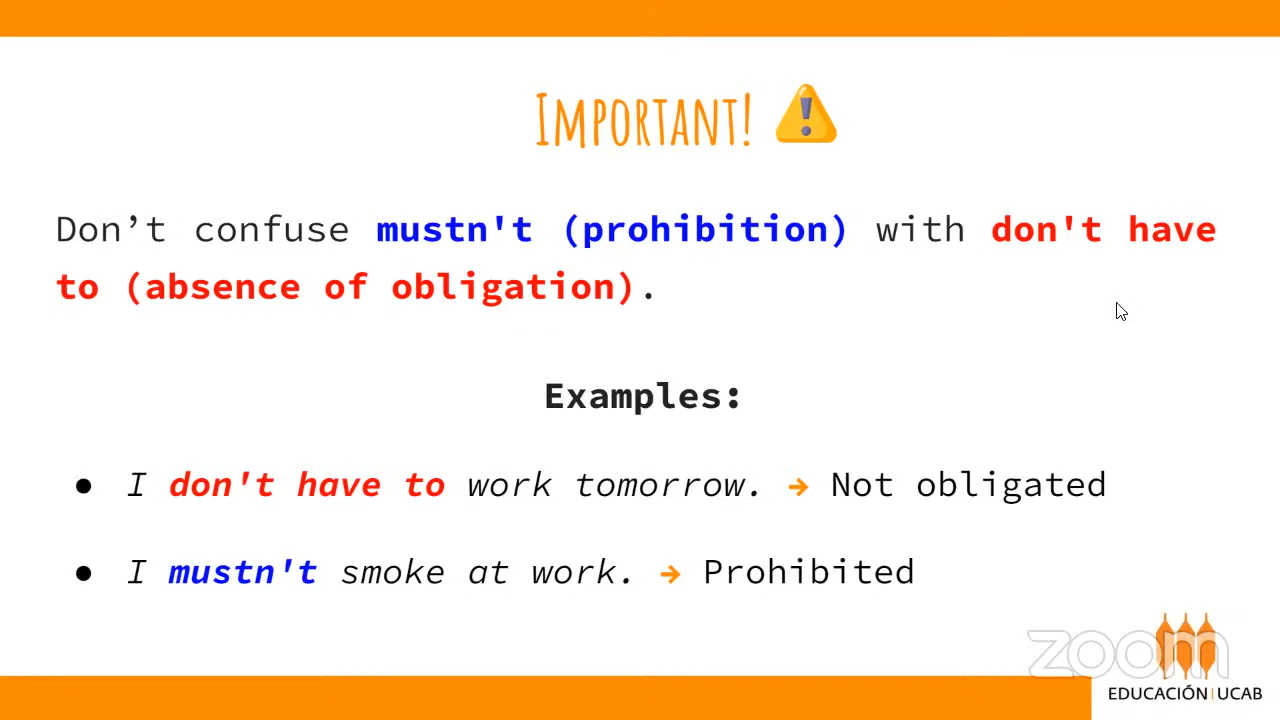 IMPORTANT! ⚠️
Don’t confuse mustn't (prohibition) with don't have
to (absence of obligation).
Examples:
● I don't have to work tomorrow. → Not obligated
● I mustn't smoke at work. → Prohibited
zoom
EDUCACIÓN|UCAB